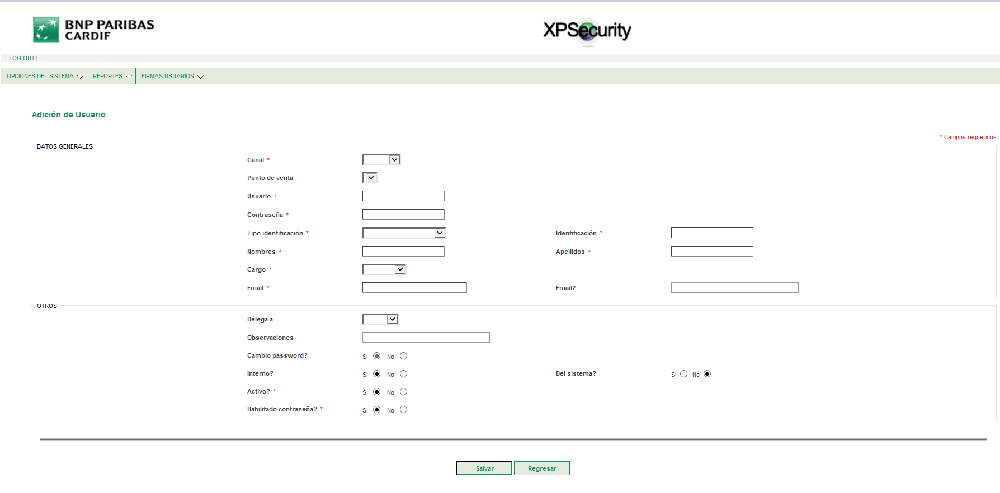 BNP PARIBAS
CARDIF
XPSecurity
LOG OUT |
OPCIONES DEL SISTEMA REPORTES FIRMAS USUARIOS
Adición de Usuario
* Campos requeridos
DATOS GENERALES
Canal *
Punto de venta
Usuario *
Contraseña *
Tipo identificación * Identificación *
Nombres * Apellidos *
Cargo *
Email * Email2
OTROS
Delega a
Observaciones
Cambio password? Si No
Interno? Si No Del sistema? Si No
Activo? * Si No
Habilitado contraseña? * Si No
Salvar Regresar